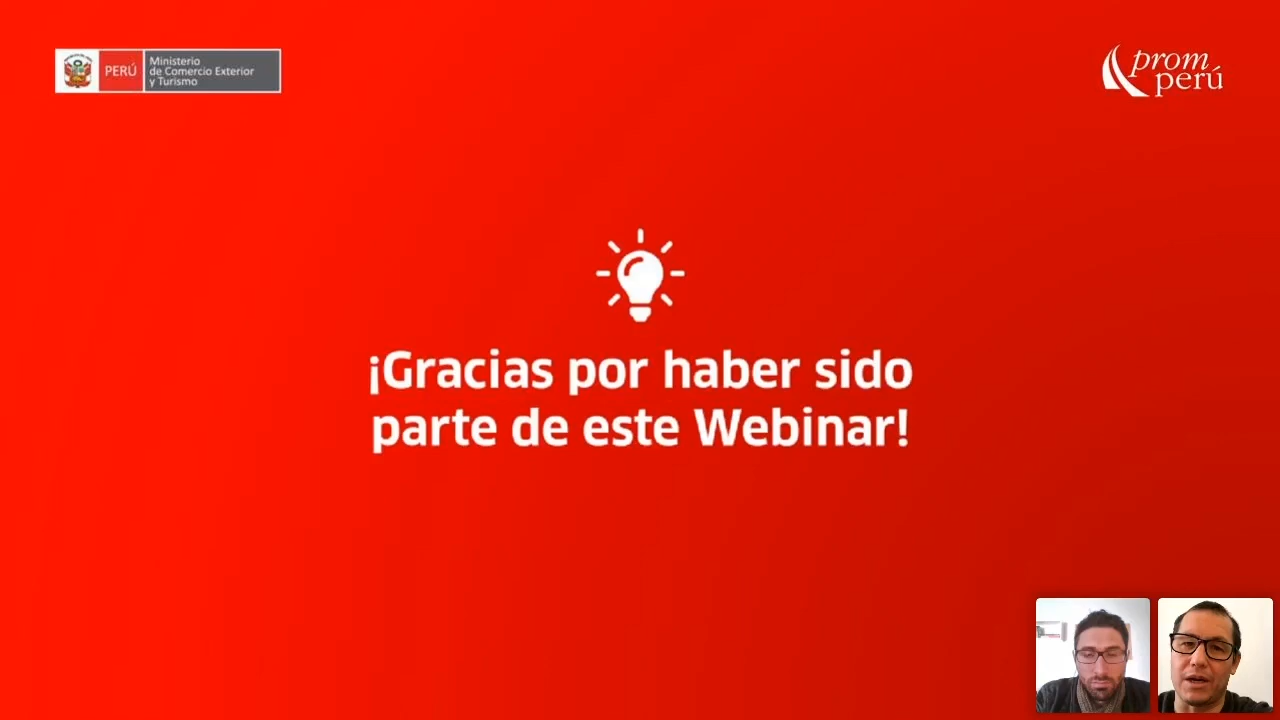 PERÚ
Ministerio
de Comercio Exterior
y Turismo
prom
perú
¡Gracias por haber sido
parte de este Webinar!